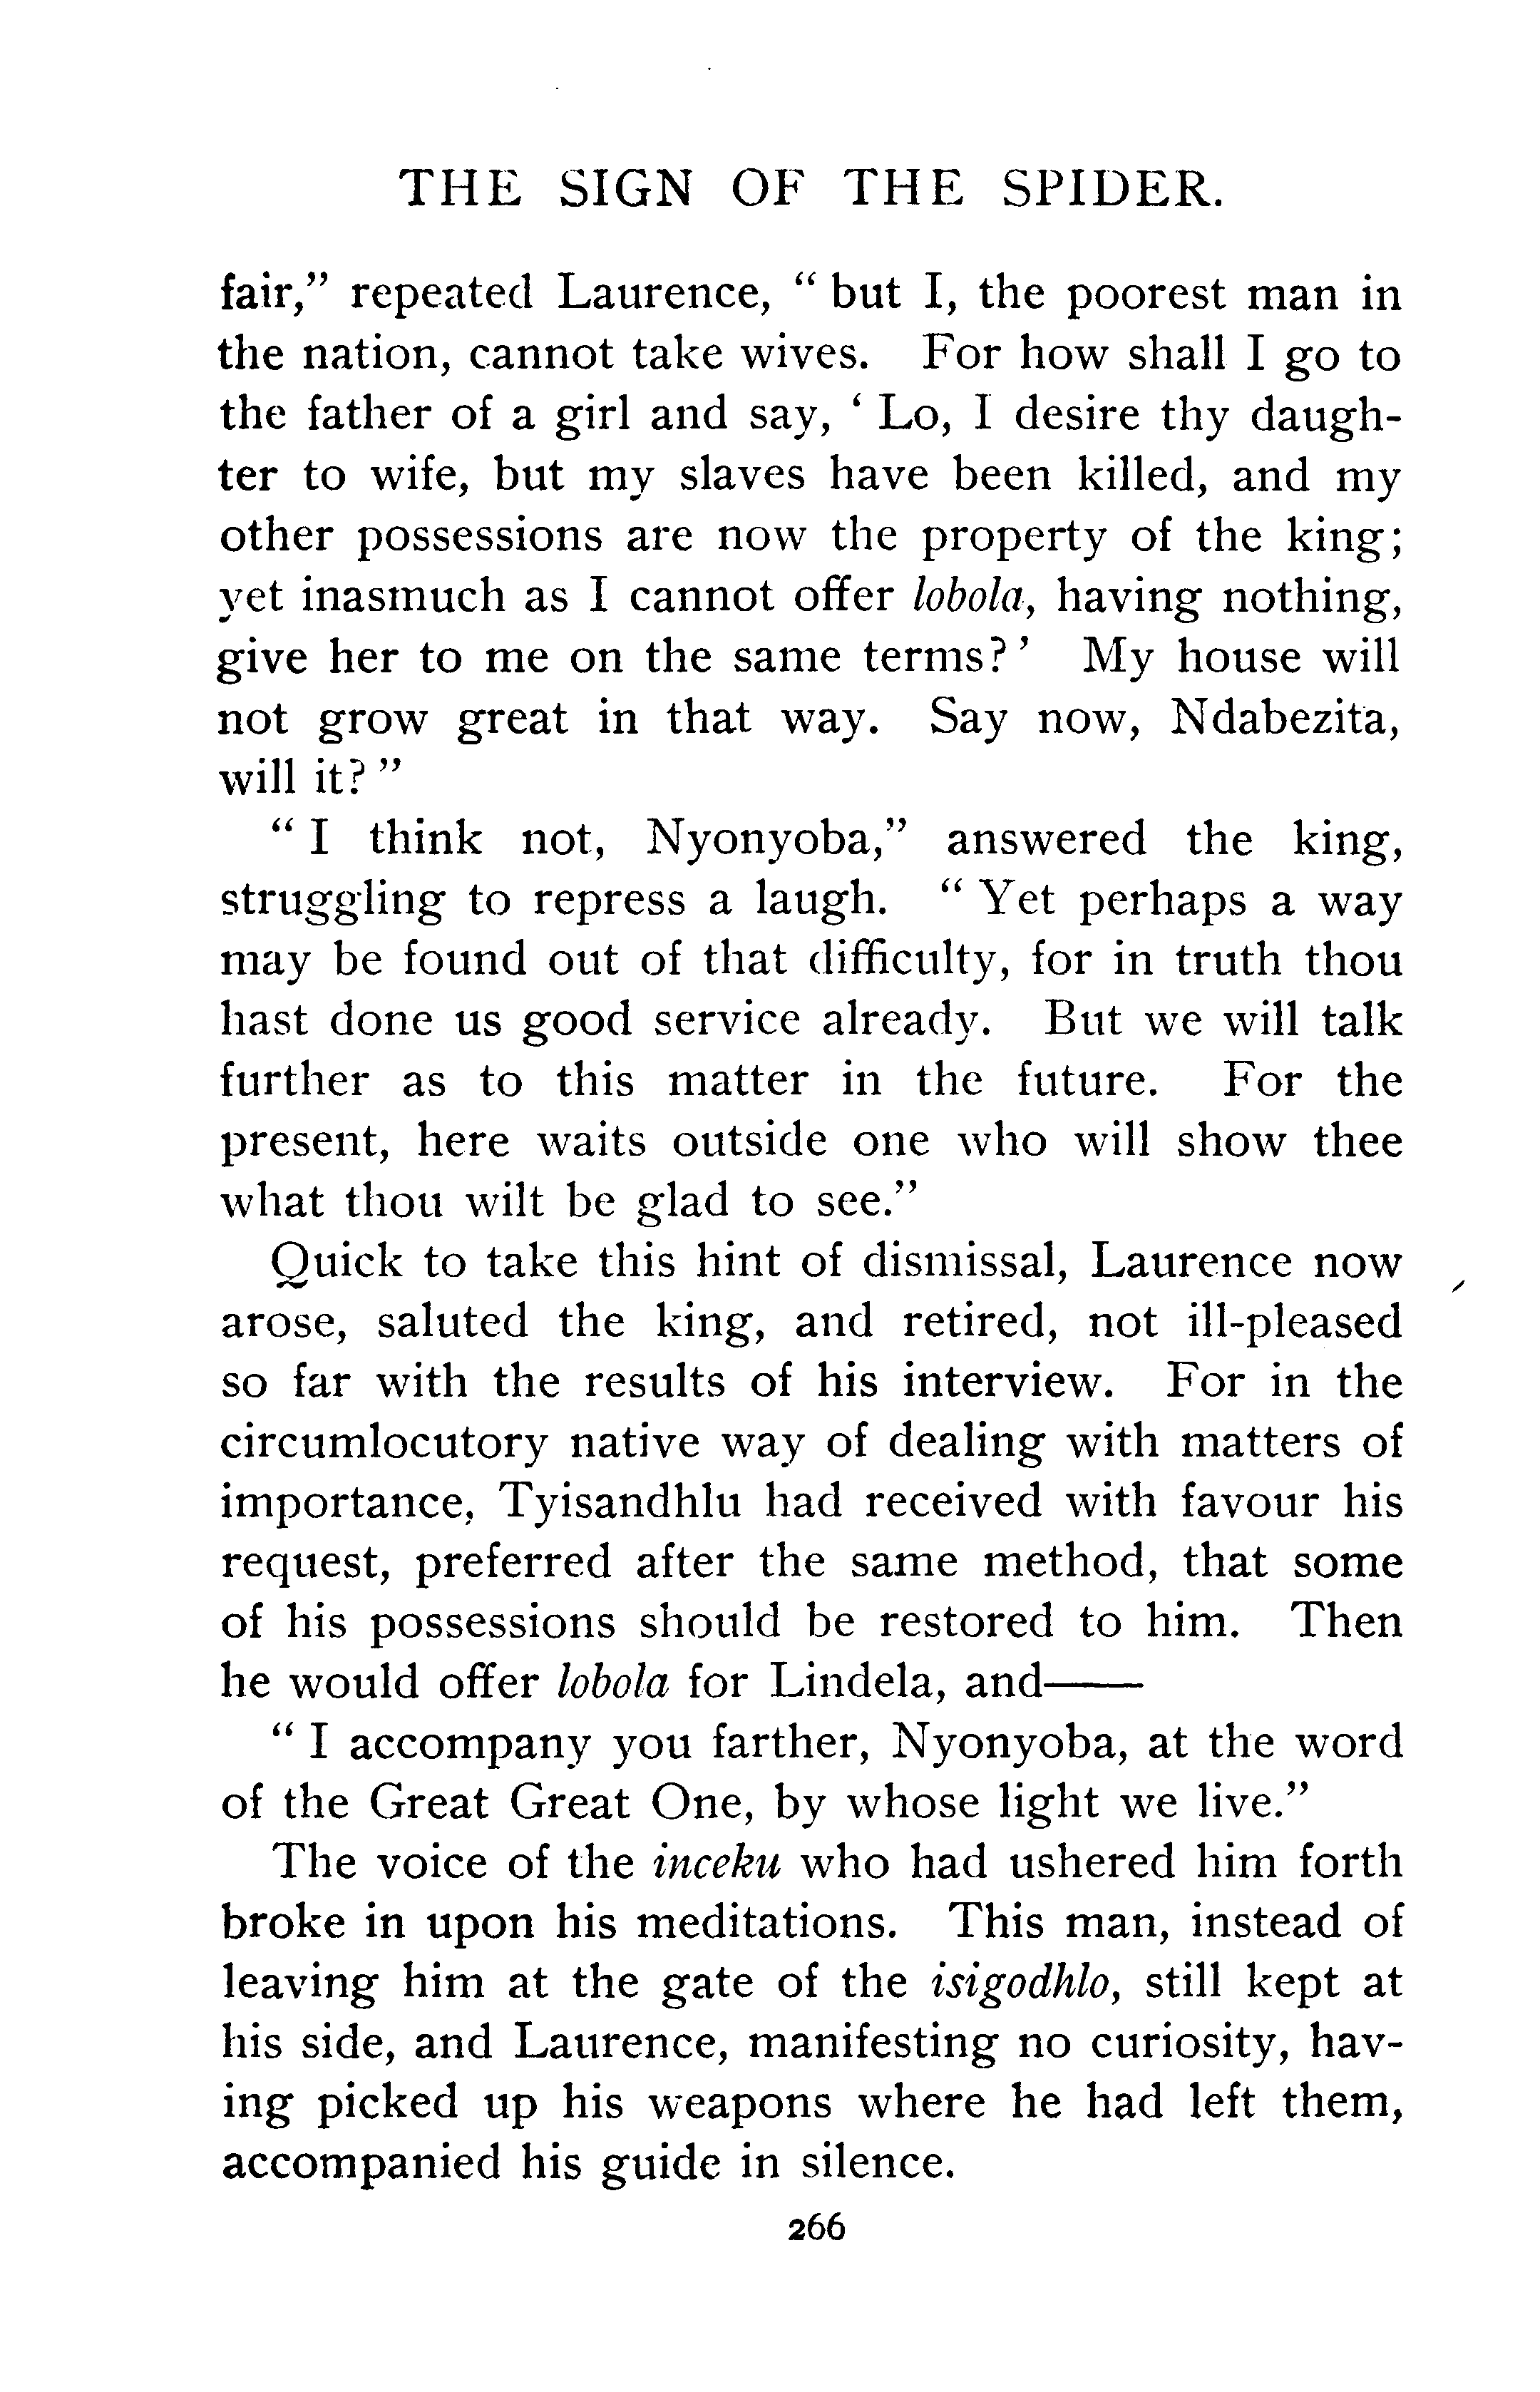 THE SIGN OF THE SPIDER.
fair,” repeated Laurence, “ but I, the poorest man in
the nation, cannot take wives. For how shall I go to
the father of a girl and say, ‘ Lo, I desire thy daugh-
ter to wife, but my slaves have been killed, and my
other possessions are now the property of the king;
yet inasmuch as I cannot offer lobola, having nothing,
give her to me on the same terms? ’ My house will
not grow great in that way. Say now, Ndabezita,
will it? ”
“ I think not, Nyonyoba,” answered the king,
struggling to repress a laugh. “ Yet perhaps a way
may be found out of that difficulty, for in truth thou
hast done us good service already. But we will talk
further as to this matter in the future. For the
present, here waits outside one who will show thee
what thou wilt be glad to see.”
Quick to take this hint of dismissal, Laurence now
arose, saluted the king, and retired, not ill-pleased
so far with the results of his interview. For in the
circumlocutory native way of dealing with matters of
importance, Tyisandhlu had received with favour his
request, preferred after the same method, that some
of his possessions should be restored to him. Then
he would offer lobola for Lindela, and——
“ I accompany you farther, Nyonyoba, at the word
of the Great Great One, by whose light we live.”
The voice of the inceku who had ushered him forth
broke in upon his meditations. This man, instead of
leaving him at the gate of the isigodhlo, still kept at
his side, and Laurence, manifesting no curiosity, hav-
ing picked up his weapons where he had left them,
accompanied his guide in silence.
266